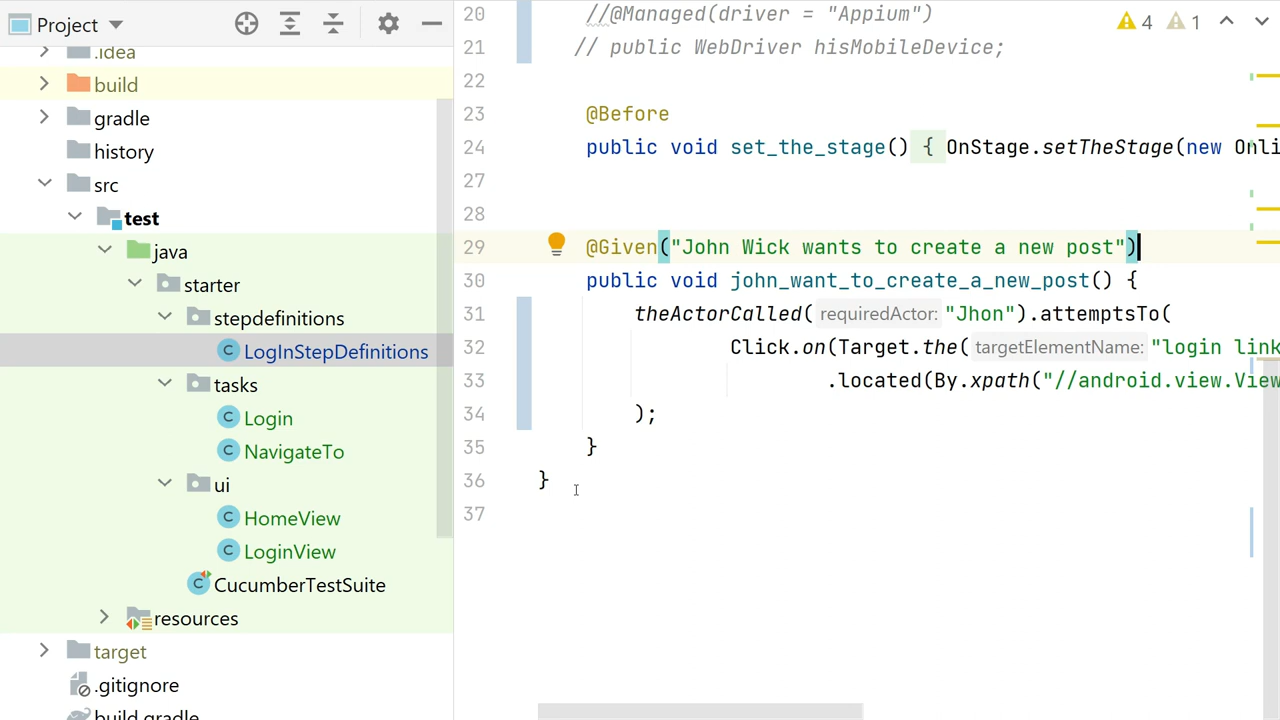 Project
.idea
build
gradle
history
src
test
java
starter
stepdefinitions
LogInStepDefinitions
tasks
Login
NavigateTo
ui
HomeView
LoginView
CucumberTestSuite
resources
target
.gitignore
build.gradle
4 1
20 //@Managed(driver = "Appium")
21 // public WebDriver hisMobileDevice;
22
23 @Before
24 public void set_the_stage() { OnStage.setTheStage(new Onli
27
28
29 @Given("John Wick wants to create a new post")
30 public void john_want_to_create_a_new_post() {
31 theActorCalled( requiredActor: "Jhon").attemptsTo(
32 Click.on(Target.the( targetElementName: "login link
33 .located(By.xpath("//android.view.View
34 );
35 }
36 }
37